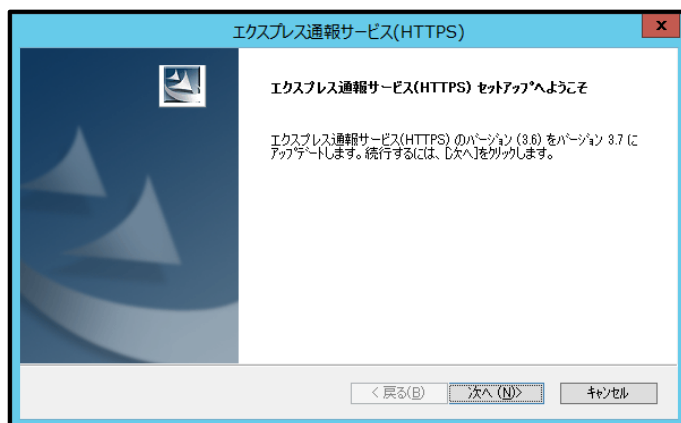 エクスプレス通報サービス(HTTPS)
x
エクスプレス通報サービス(HTTPS) セットアップへようこそ
エクスプレス通報サービス(HTTPS) のバージョン (3.6) をバージョン 3.7 に
アップデートします。続行するには、[次へ]をクリックします。
< 戻る(B)
次へ (N)>
キャンセル